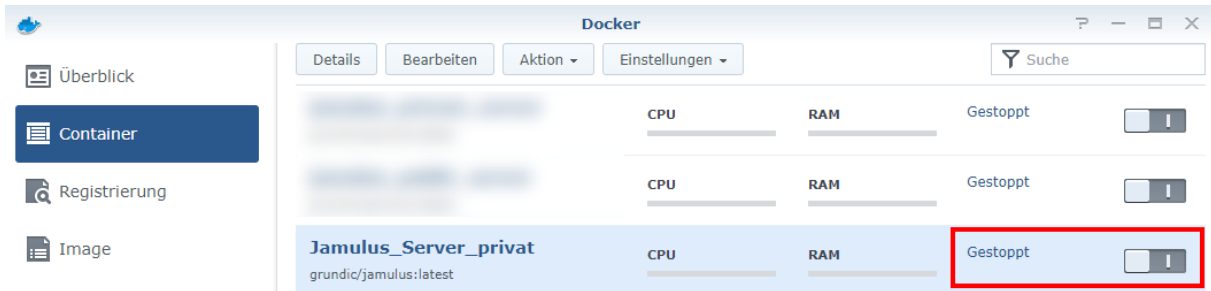 Docker
Details Bearbeiten Aktion Einstellungen Suche
Überblick
Container
Registrierung
Image
CPU RAM Gestoppt
CPU RAM Gestoppt
Jamulus_Server_privat CPU RAM Gestoppt
grundic/jamulus:latest